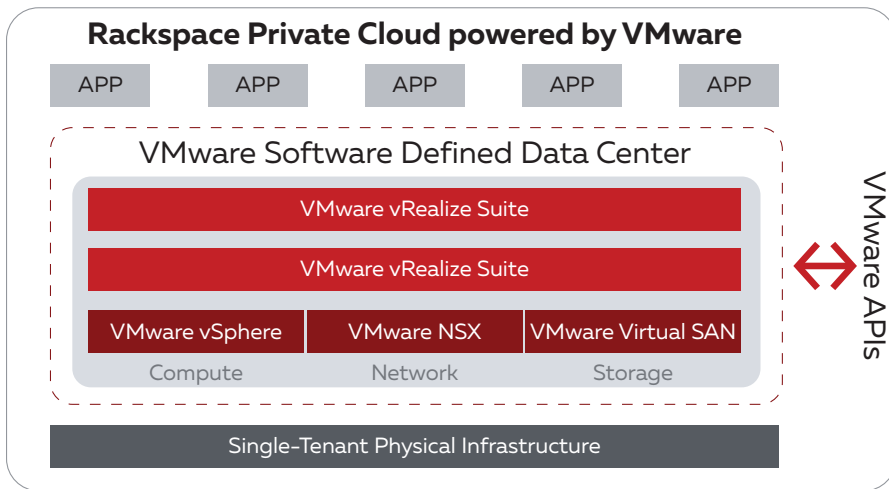 Rackspace Private Cloud powered by VMware
APP APP APP APP APP
VMware Software Defined Data Center
VMware vRealize Suite
VMware vRealize Suite
VMware vSphere VMware NSX VMware Virtual SAN
Compute Network Storage
VMware APIs
Single-Tenant Physical Infrastructure